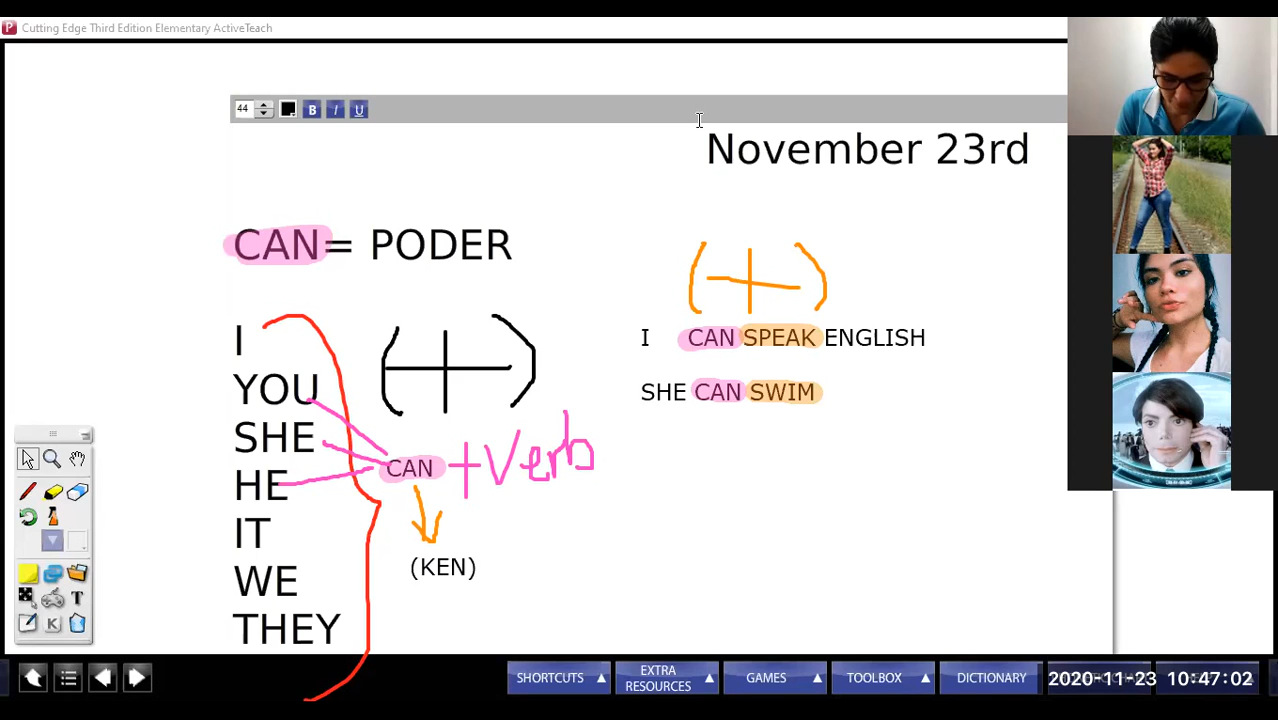 Cutting Edge Third Edition Elementary ActiveTeach
44 B I U
November 23rd
CAN = PODER
I
YOU
SHE
HE
IT
WE
THEY
(+)
CAN + Verb
(KEN)
(+)
I CAN SPEAK ENGLISH
SHE CAN SWIM
T
K
SHORTCUTS
EXTRA
RESOURCES
GAMES
TOOLBOX
DICTIONARY
2020-11-23 10:47:02